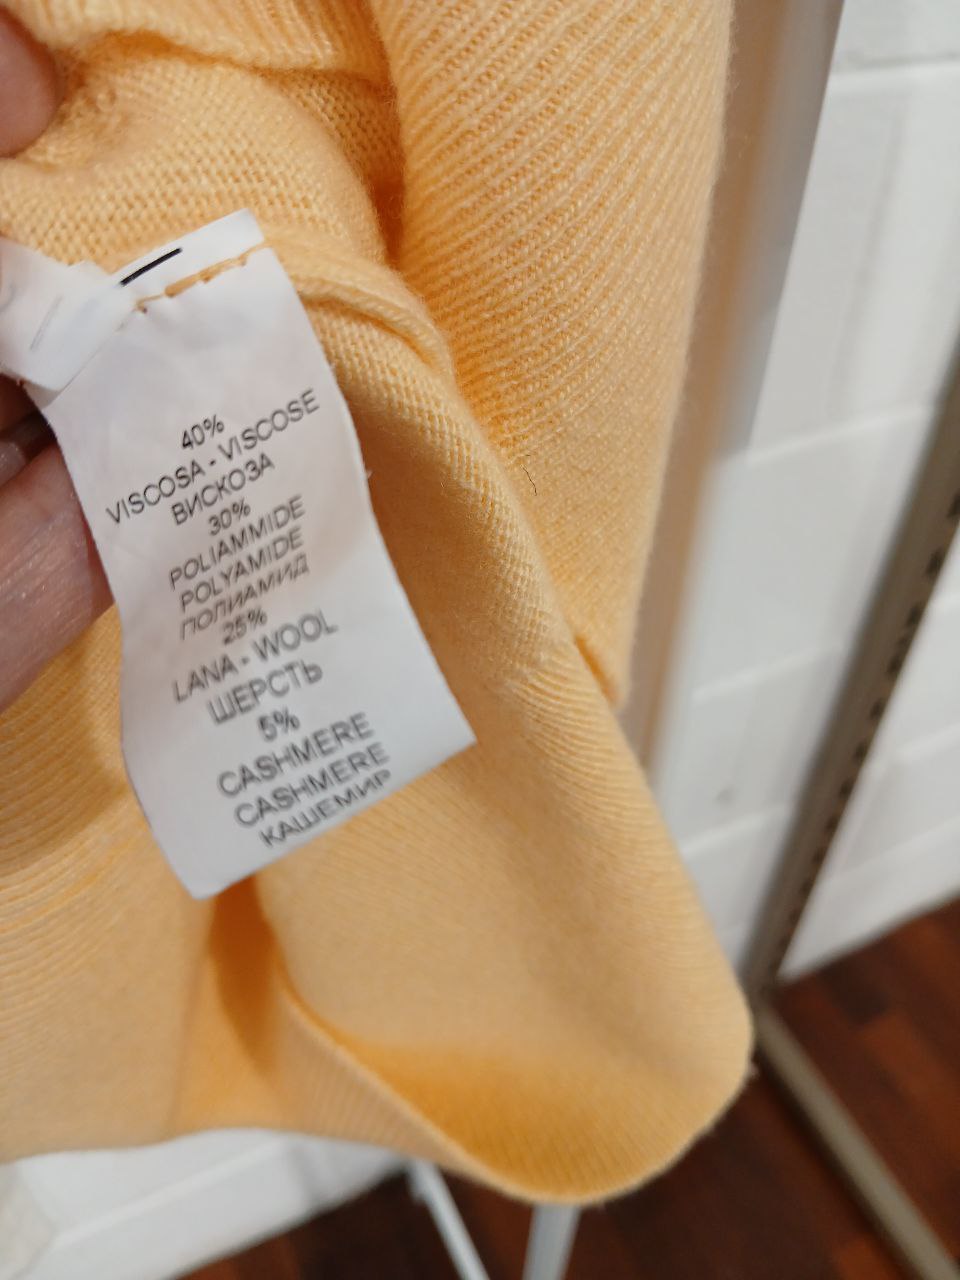 40%
VISCOSA - VISCOSE
ВИСКОЗА
30%
POLIAMMIDE
POLYAMIDE
ПОЛИАМИД
25%
LANA - WOOL
ШЕРСТЬ
5%
CASHMERE
CASHMERE
КАШЕМИР